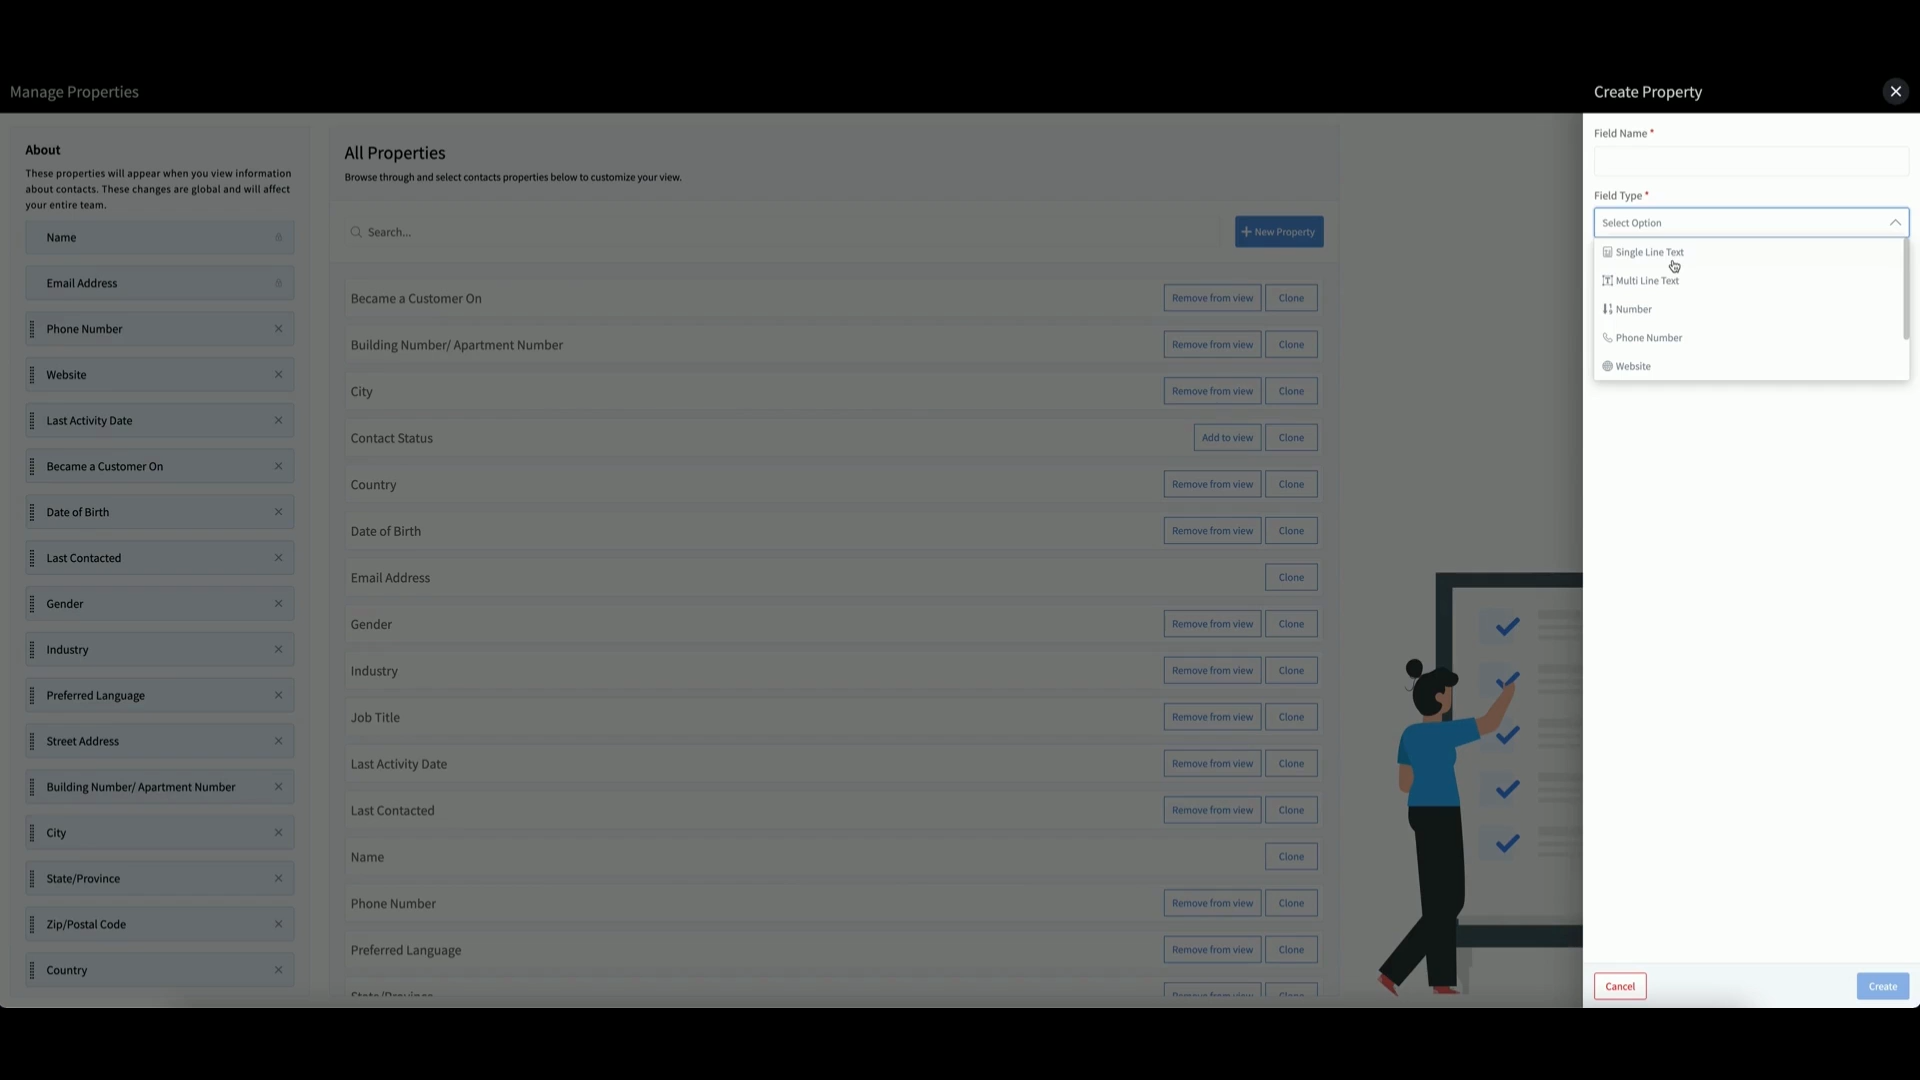 Manage Properties
Create Property
About
These properties will appear when you view information
about contacts. These changes are global and will affect
your entire team.
Name
Email Address
Phone Number
Website
Last Activity Date
Became a Customer On
Date of Birth
Last Contacted
Gender
Industry
Preferred Language
Street Address
Building Number/ Apartment Number
City
State/Province
Zip/Postal Code
Country
All Properties
Browse through and select contacts properties below to customize your view.
Search...
New Property
Became a Customer On Remove from view Clone
Building Number/ Apartment Number Remove from view Clone
City Remove from view Clone
Contact Status Add to view Clone
Country Remove from view Clone
Date of Birth Remove from view Clone
Email Address Clone
Gender Remove from view Clone
Industry Remove from view Clone
Job Title Remove from view Clone
Last Activity Date Remove from view Clone
Last Contacted Remove from view Clone
Name Clone
Phone Number Remove from view Clone
Preferred Language Remove from view Clone
State/Province Remove from view Clone
Field Name *
Field Type *
Select Option
Single Line Text
Multi Line Text
Number
Phone Number
Website
Cancel
Create